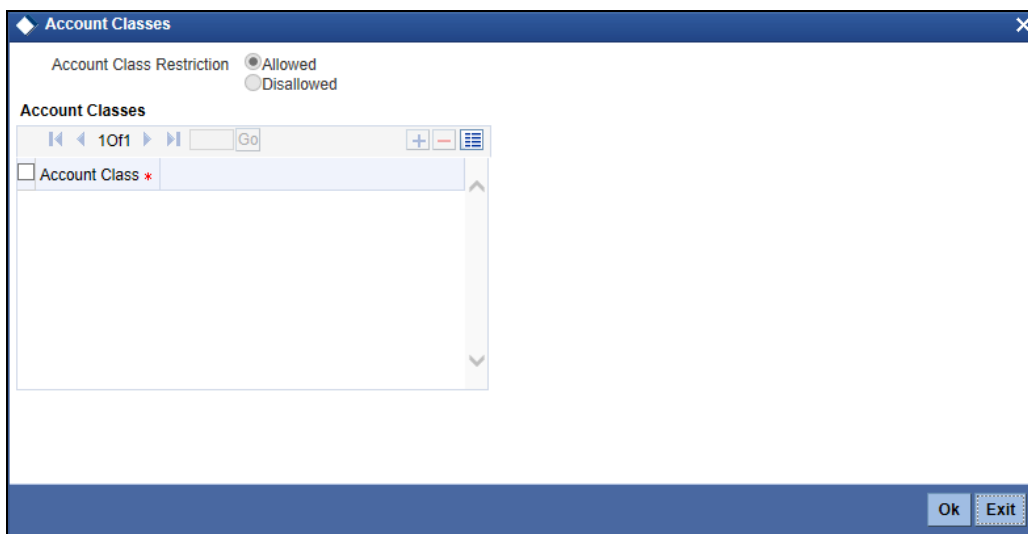 Account Classes
Account Class Restriction Allowed
Disallowed
Account Classes
1Of1 Go
Account Class *
Ok Exit